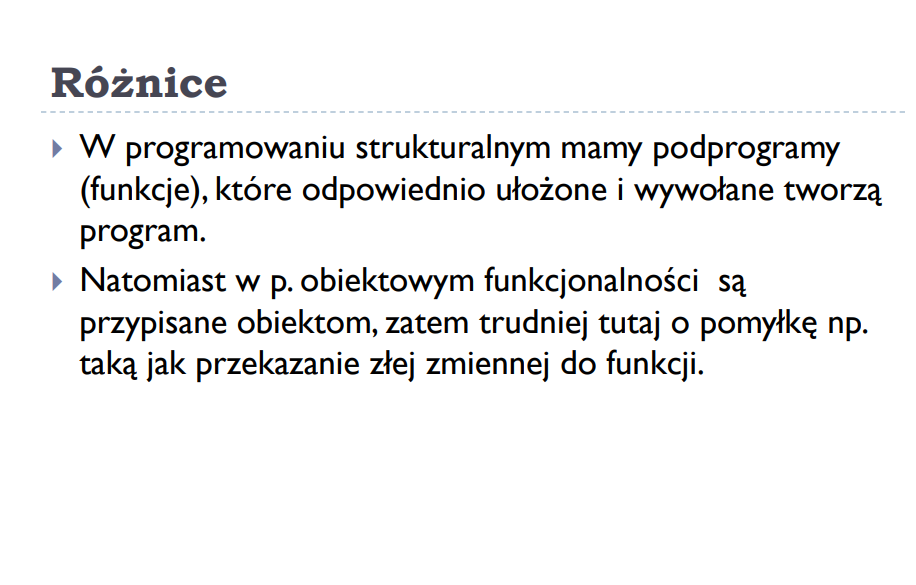 Różnice
W programowaniu strukturalnym mamy podprogramy
(funkcje), które odpowiednio ułożone i wywołane tworzą
program.
Natomiast w p. obiektowym funkcjonalności  są
przypisane obiektom, zatem trudniej tutaj o pomyłkę np.
taką jak przekazanie złej zmiennej do funkcji.